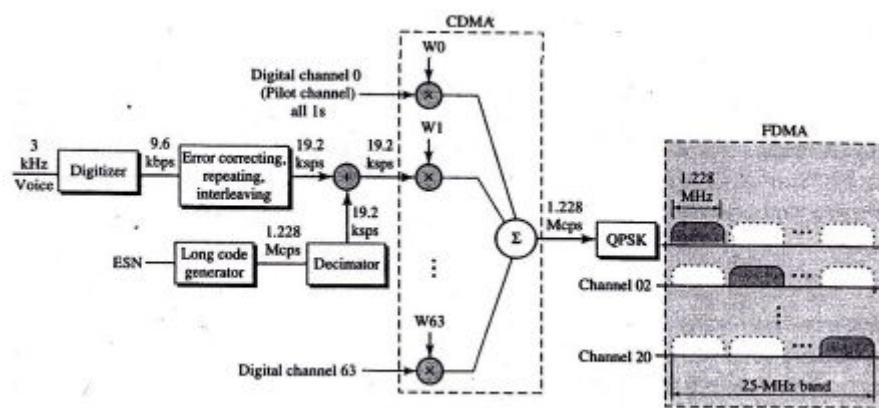 CDMA
W0
Digital channel 0
(Pilot channel)
all 1s
FDMA
W1
1.228
MHz
3
kHz
Voice
Digitizer
9.6
kbps
Error correcting,
repeating,
interleaving
19.2
ksps
+
19.2
ksps
×
×
Σ
1.228
Mcps
QPSK
...
19.2
ksps
ESN
Long code
generator
1.228
Mcps
Decimator
Channel 02
...
W63
Digital channel 63
×
Channel 20
...
25-MHz band